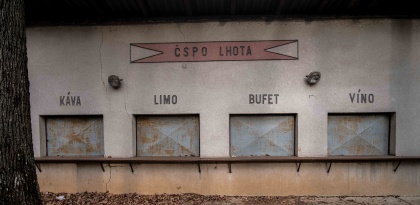 ČSPO LHOTA
KÁVA LIMO BUFET VÍNO